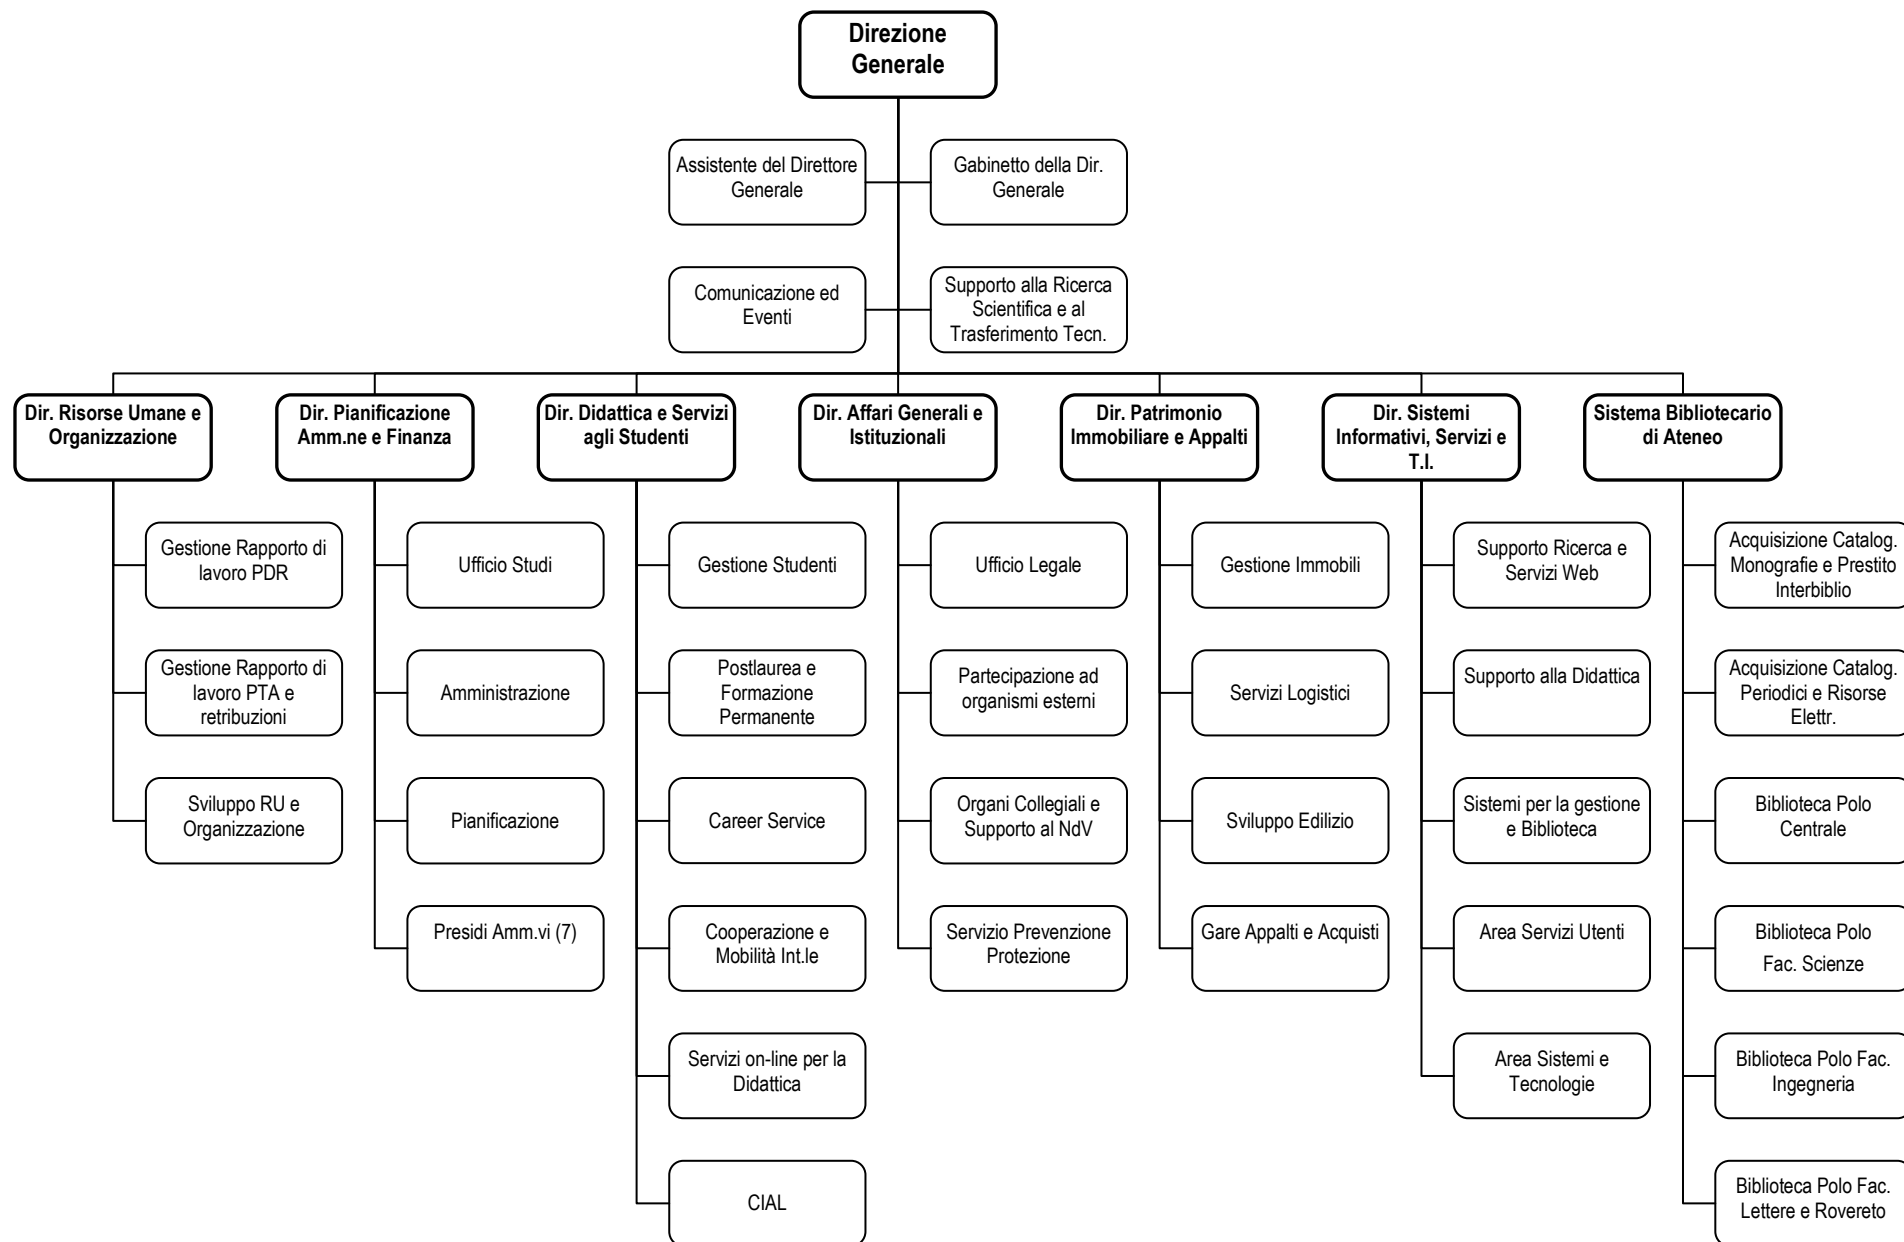 Direzione
Generale
Assistente del Direttore
Generale
Gabinetto della Dir.
Generale
Comunicazione ed
Eventi
Supporto alla Ricerca
Scientifica e al
Trasferimento Tecn.
Dir. Risorse Umane e
Organizzazione
Dir. Pianificazione
Amm.ne e Finanza
Dir. Didattica e Servizi
agli Studenti
Dir. Affari Generali e
Istituzionali
Dir. Patrimonio
Immobiliare e Appalti
Dir. Sistemi
Informativi, Servizi e
T.I.
Sistema Bibliotecario
di Ateneo
Gestione Rapporto di
lavoro PDR
Gestione Rapporto di
lavoro PTA e
retribuzioni
Sviluppo RU e
Organizzazione
Ufficio Studi
Amministrazione
Pianificazione
Presidi Amm.vi (7)
Gestione Studenti
Postlaurea e
Formazione
Permanente
Career Service
Cooperazione e
Mobilità Int.le
Servizi on-line per la
Didattica
CIAL
Ufficio Legale
Partecipazione ad
organismi esterni
Organi Collegiali e
Supporto al NdV
Servizio Prevenzione
Protezione
Gestione Immobili
Servizi Logistici
Sviluppo Edilizio
Gare Appalti e Acquisti
Supporto Ricerca e
Servizi Web
Supporto alla Didattica
Sistemi per la gestione
e Biblioteca
Area Servizi Utenti
Area Sistemi e
Tecnologie
Acquisizione Catalog.
Monografie e Prestito
Interbiblio
Acquisizione Catalog.
Periodici e Risorse
Elettr.
Biblioteca Polo
Centrale
Biblioteca Polo
Fac. Scienze
Biblioteca Polo Fac.
Ingegneria
Biblioteca Polo Fac.
Lettere e Rovereto